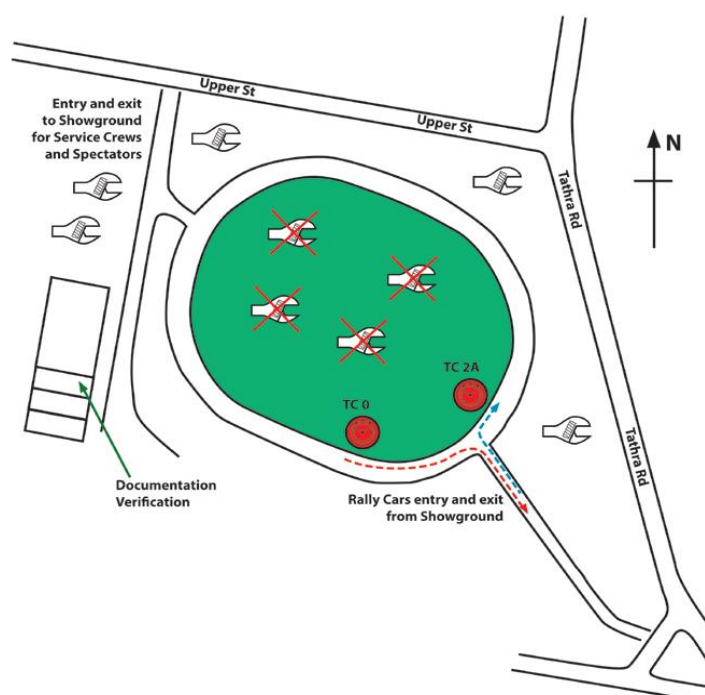 Upper St
Upper St
Entry and exit
to Showground
for Service Crews
and Spectators
N
Tathra Rd
TC 2A
TC 0
Tathra Rd
Documentation
Verification
Rally Cars entry and exit
from Showground